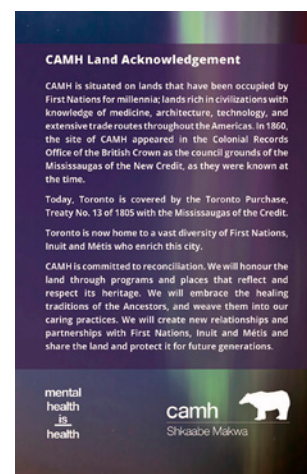 CAMH Land Acknowledgement
CAMH is situated on lands that have been occupied by
First Nations for millennia; lands rich in civilizations with
knowledge of medicine, architecture, technology, and
extensive trade routes throughout the Americas. In 1860,
the site of CAMH appeared in the Colonial Records
Office of the British Crown as the council grounds of the
Mississaugas of the New Credit, as they were known at
the time.
Today, Toronto is covered by the Toronto Purchase,
Treaty No. 13 of 1805 with the Mississaugas of the Credit.
Toronto is now home to a vast diversity of First Nations,
Inuit and Métis who enrich this city.
CAMH is committed to reconciliation. We will honour the
land through programs and places that reflect and
respect its heritage. We will embrace the healing
traditions of the Ancestors, and weave them into our
caring practices. We will create new relationships and
partnerships with First Nations, Inuit and Métis and
share the land and protect it for future generations.
mental
health
is
health
camh
Shkaabe Makwa